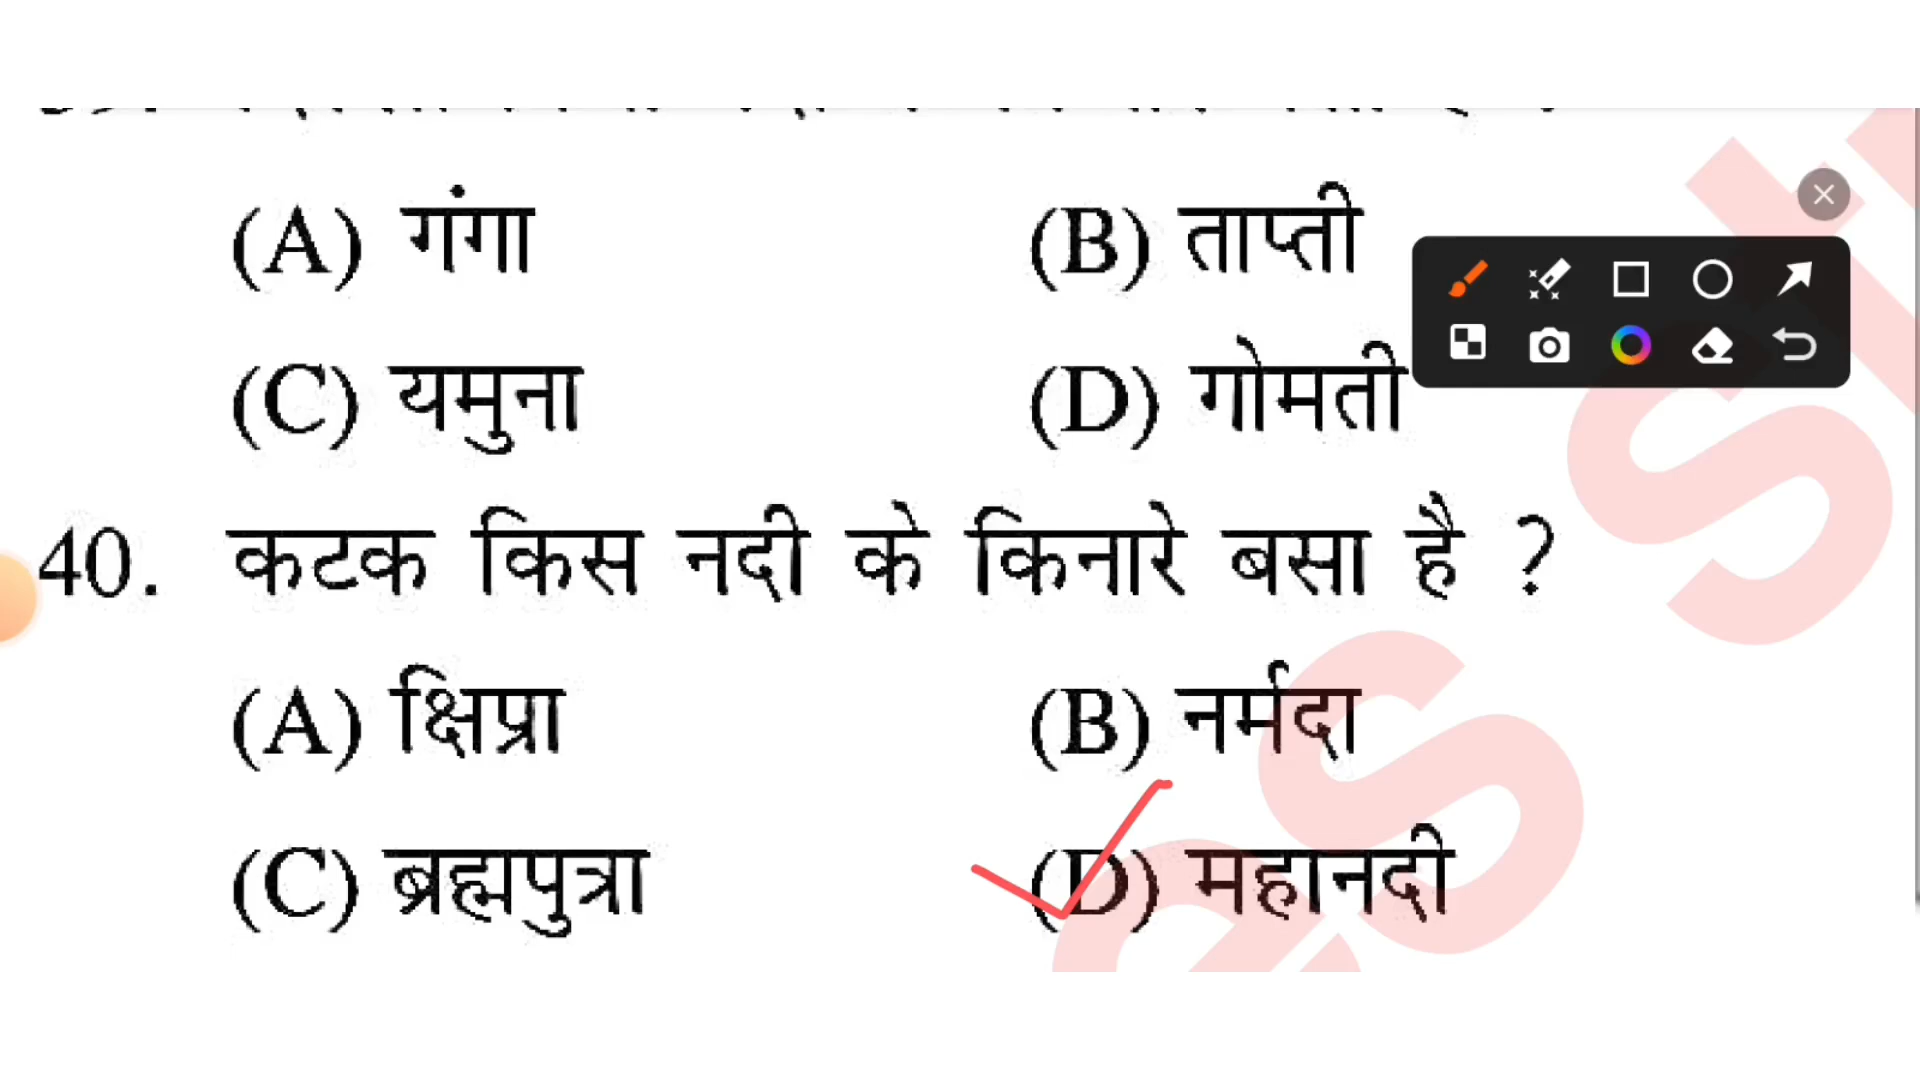 (A) गंगा (B) ताप्ती
(C) यमुना (D) गोमती
40. कटक किस नदी के किनारे बसा है ?
(A) क्षिप्रा (B) नर्मदा
(C) ब्रह्मपुत्रा (D) महानदी